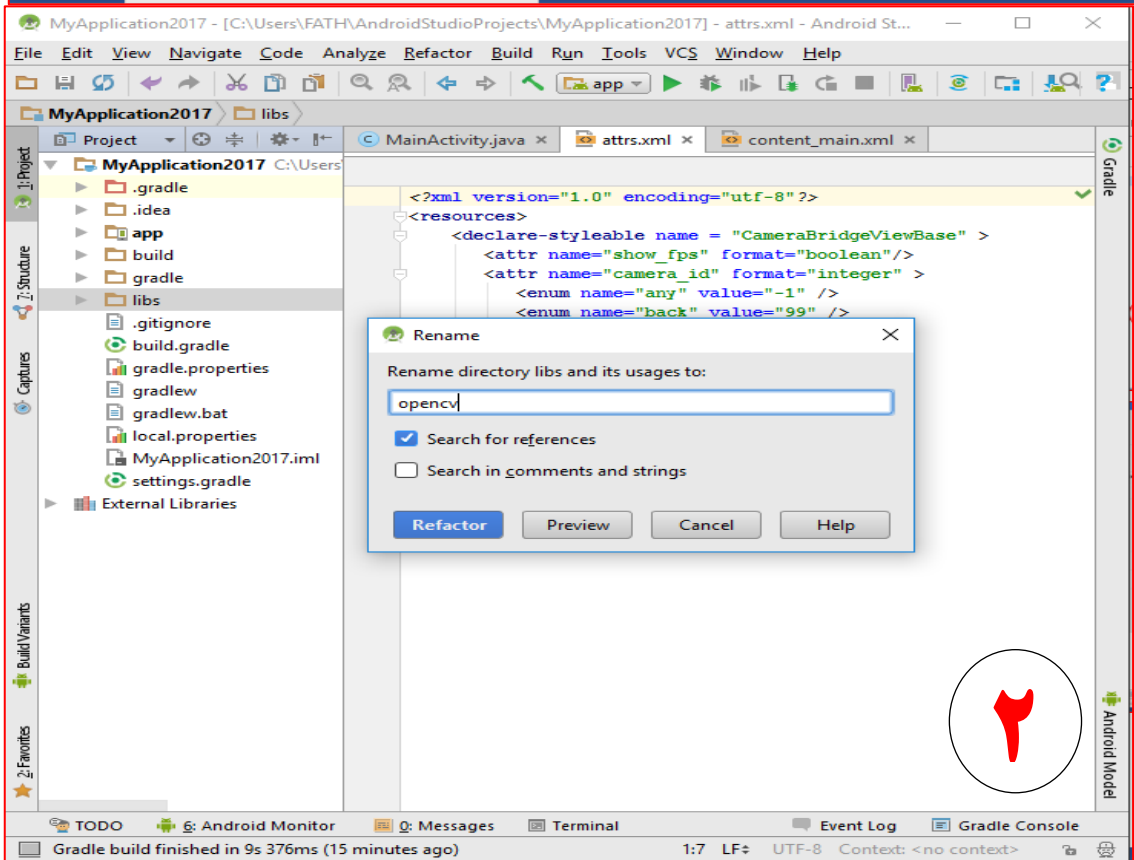 MyApplication2017 - [C:\Users\FATH\AndroidStudioProjects\MyApplication2017] - attrs.xml - Android St...
File Edit View Navigate Code Analyze Refactor Build Run Tools VCS Window Help
app
MyApplication2017 libs
Project
MainActivity.java
attrs.xml
content_main.xml
1: Project
7: Structure
Captures
Build Variants
2: Favorites
MyApplication2017 C:\Users
.gradle
.idea
app
build
gradle
libs
.gitignore
build.gradle
gradle.properties
gradlew
gradlew.bat
local.properties
MyApplication2017.iml
settings.gradle
External Libraries
<?xml version="1.0" encoding="utf-8"?>
<resources>
<declare-styleable name = "CameraBridgeViewBase" >
<attr name="show_fps" format="boolean"/>
<attr name="camera_id" format="integer" >
<enum name="any" value="-1" />
<enum name="back" value="99" />
Rename
Rename directory libs and its usages to:
opencv
Search for references
Search in comments and strings
Refactor Preview Cancel Help
۲
Gradle
Android Model
TODO 6: Android Monitor 0: Messages Terminal Event Log Gradle Console
Gradle build finished in 9s 376ms (15 minutes ago) 1:7 LF UTF-8 Context: <no context>